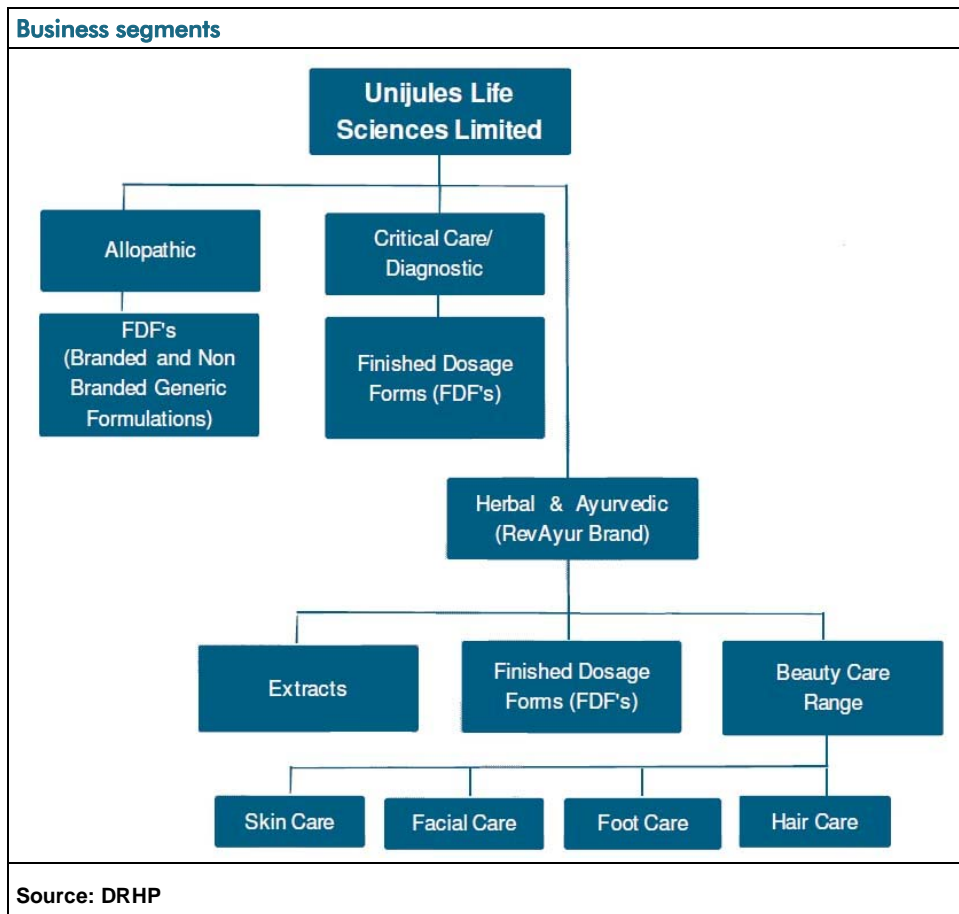 Business segments
Unijules Life
Sciences Limited
Allopathic
Critical Care/
Diagnostic
FDF's
(Branded and Non
Branded Generic
Formulations)
Finished Dosage
Forms (FDF's)
Herbal & Ayurvedic
(RevAyur Brand)
Extracts
Finished Dosage
Forms (FDF's)
Beauty Care
Range
Skin Care
Facial Care
Foot Care
Hair Care
Source: DRHP